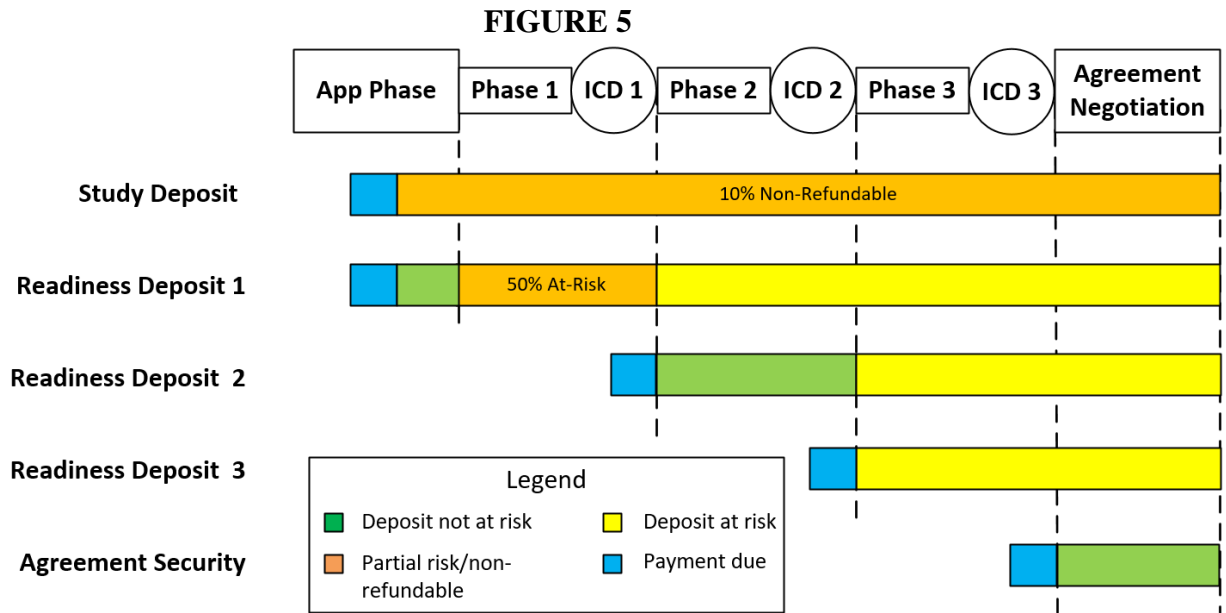 FIGURE 5
App Phase
Phase 1
ICD 1
Phase 2
ICD 2
Phase 3
ICD 3
Agreement
Negotiation
Study Deposit
10% Non-Refundable
Readiness Deposit 1
50% At-Risk
Readiness Deposit 2
Readiness Deposit 3
Legend
Deposit not at risk
Deposit at risk
Partial risk/non-
refundable
Payment due
Agreement Security